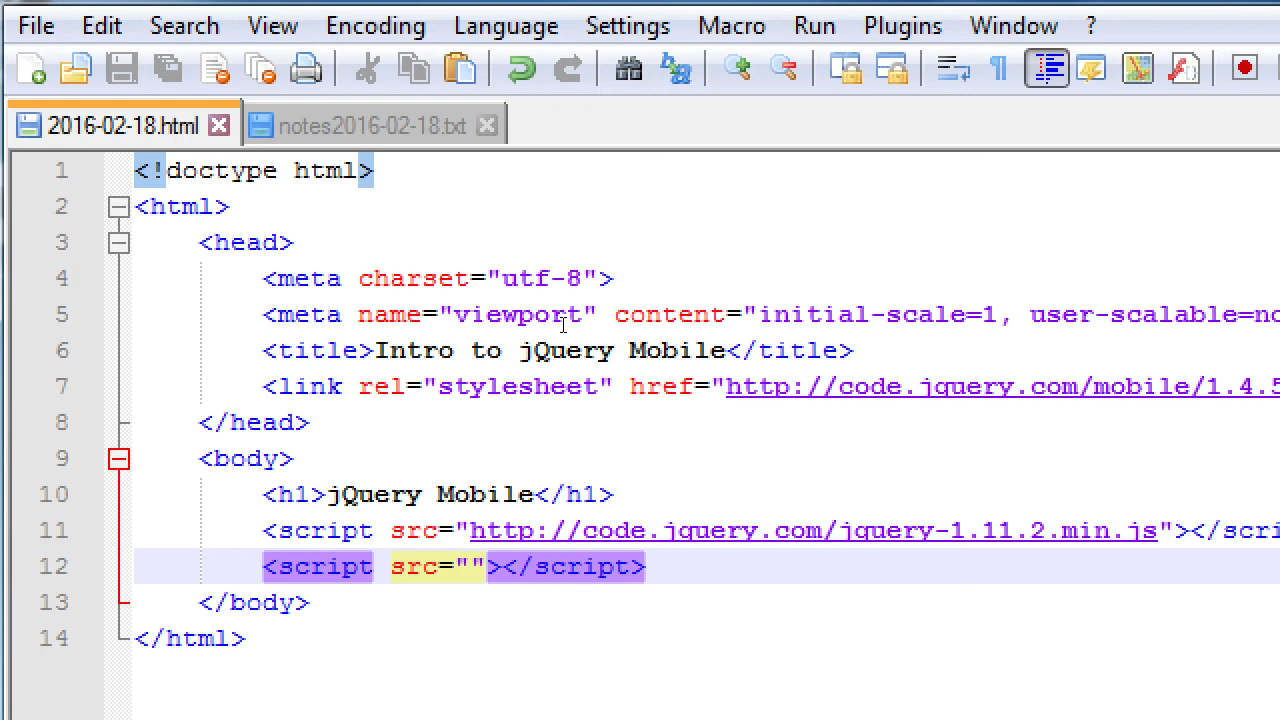 File Edit Search View Encoding Language Settings Macro Run Plugins Window ?
2016-02-18.html notes2016-02-18.txt
1 <!doctype html>
2 <html>
3 <head>
4 <meta charset="utf-8">
5 <meta name="viewport" content="initial-scale=1, user-scalable=no
6 <title>Intro to jQuery Mobile</title>
7 <link rel="stylesheet" href="http://code.jquery.com/mobile/1.4.5
8 </head>
9 <body>
10 <h1>jQuery Mobile</h1>
11 <script src="http://code.jquery.com/jquery-1.11.2.min.js"></scri
12 <script src=""></script>
13 </body>
14 </html>